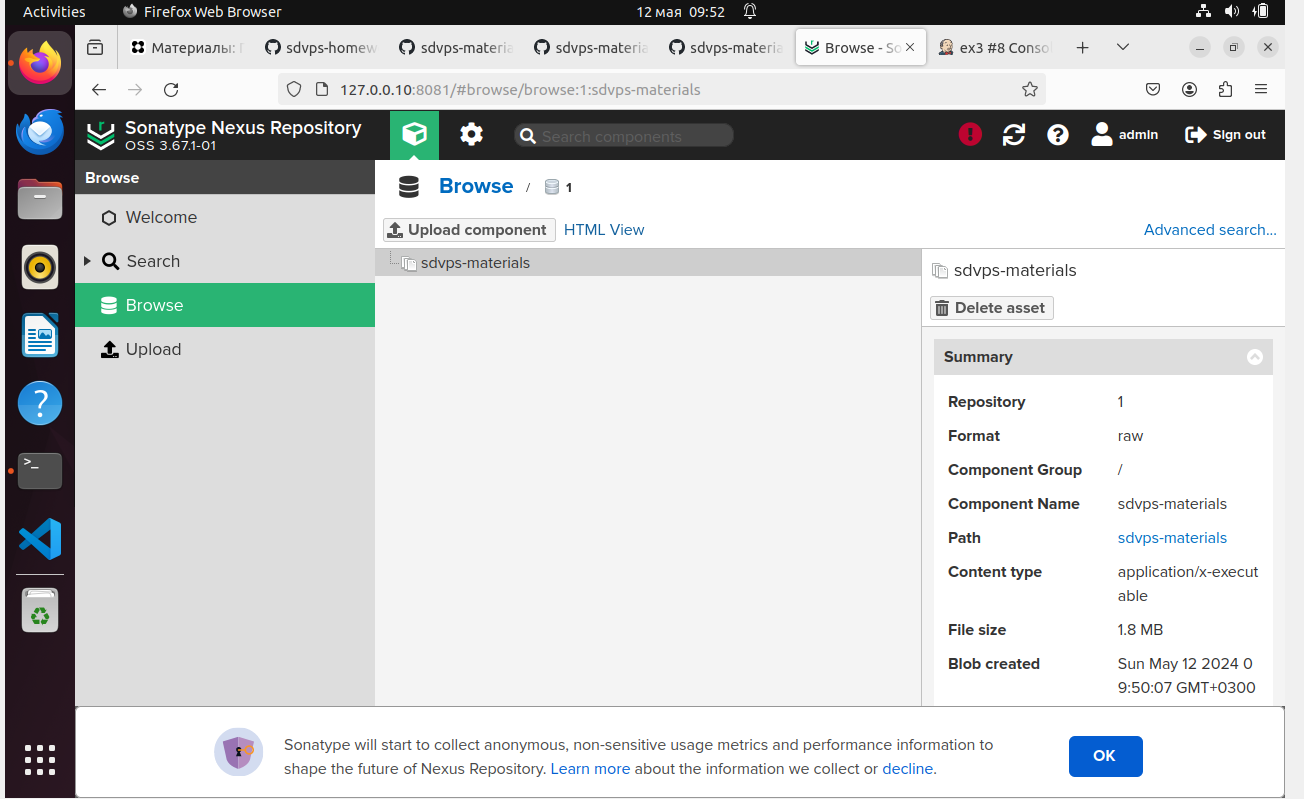 Activities
Firefox Web Browser
12 мая 09:52
Материалы:
sdvps-homew
sdvps-materia
sdvps-materia
sdvps-materia
Browse - So
ex3 #8 Consol
127.0.0.10:8081/#browse/browse:1:sdvps-materials
Sonatype Nexus Repository
OSS 3.67.1-01
Search components
admin
Sign out
Browse
Welcome
Search
Browse
Upload
Browse / 1
Upload component
HTML View
Advanced search...
sdvps-materials
sdvps-materials
Delete asset
Summary
Repository 1
Format raw
Component Group /
Component Name sdvps-materials
Path sdvps-materials
Content type application/x-execut
able
File size 1.8 MB
Blob created Sun May 12 2024 0
9:50:07 GMT+0300
Sonatype will start to collect anonymous, non-sensitive usage metrics and performance information to
shape the future of Nexus Repository. Learn more about the information we collect or decline.
OK